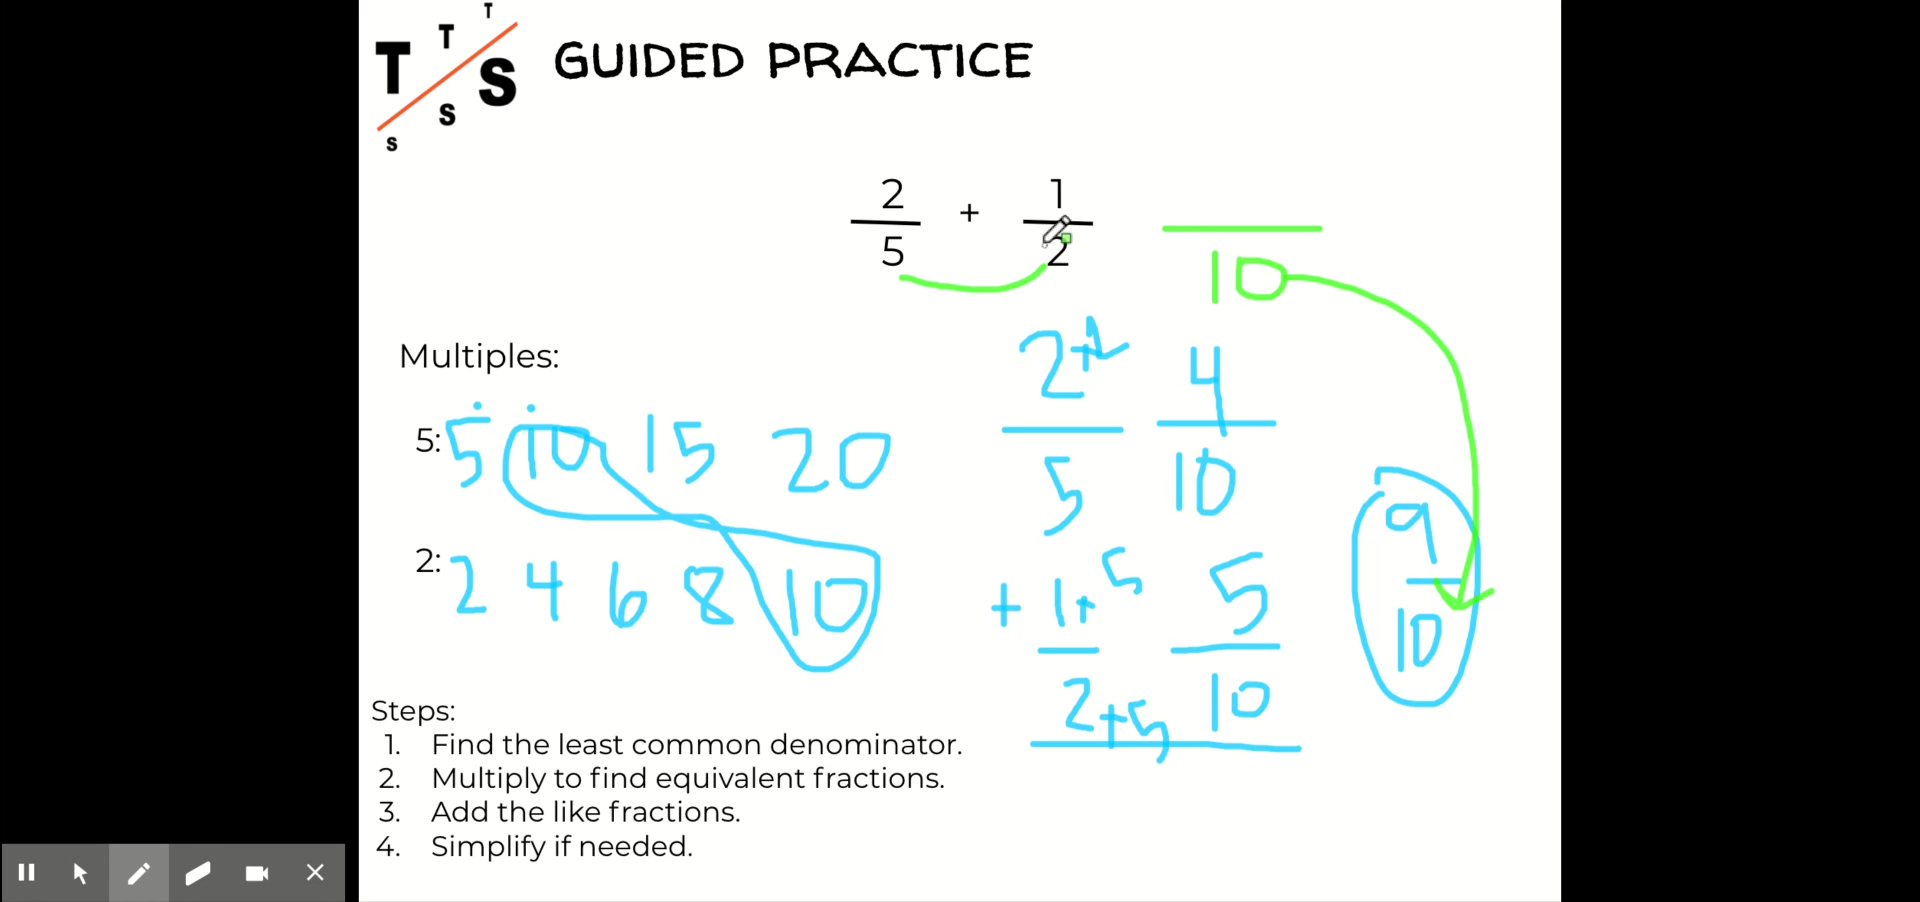 T
T
T
S
S
S
GUIDED PRACTICE
2 + 1
5 2
10
Multiples:
5: 5 10 15 20
2: 2 4 6 8 10
2 4
5 10
+ 1 5 5
2 +5 10
9
10
Steps:
1. Find the least common denominator.
2. Multiply to find equivalent fractions.
3. Add the like fractions.
4. Simplify if needed.